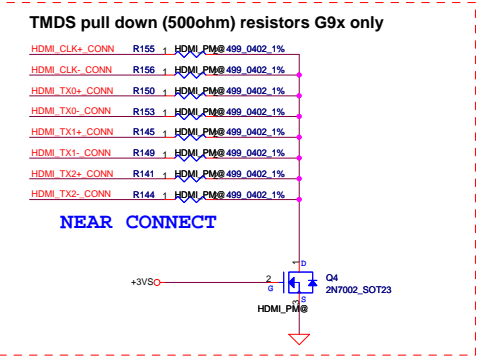 TMDS pull down (500ohm) resistors G9x only
HDMI_CLK+_CONN R155 1 HDMI_PM@ 499_0402_1%
HDMI_CLK-_CONN R156 1 HDMI_PM@ 499_0402_1%
HDMI_TX0+_CONN R150 1 HDMI_PM@ 499_0402_1%
HDMI_TX0-_CONN R153 1 HDMI_PM@ 499_0402_1%
HDMI_TX1+_CONN R145 1 HDMI_PM@ 499_0402_1%
HDMI_TX1-_CONN R149 1 HDMI_PM@ 499_0402_1%
HDMI_TX2+_CONN R141 1 HDMI_PM@ 499_0402_1%
HDMI_TX2-_CONN R144 1 HDMI_PM@ 499_0402_1%
NEAR CONNECT
1 D
+3VS 2 G
Q4
2N7002_SOT23
3 S
HDMI_PM@